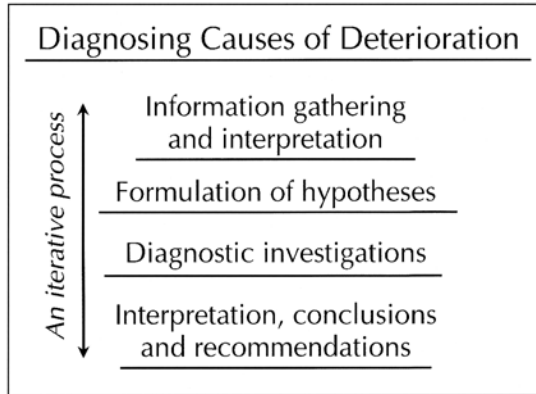 Diagnosing Causes of Deterioration
An iterative process
Information gathering
and interpretation
Formulation of hypotheses
Diagnostic investigations
Interpretation, conclusions
and recommendations